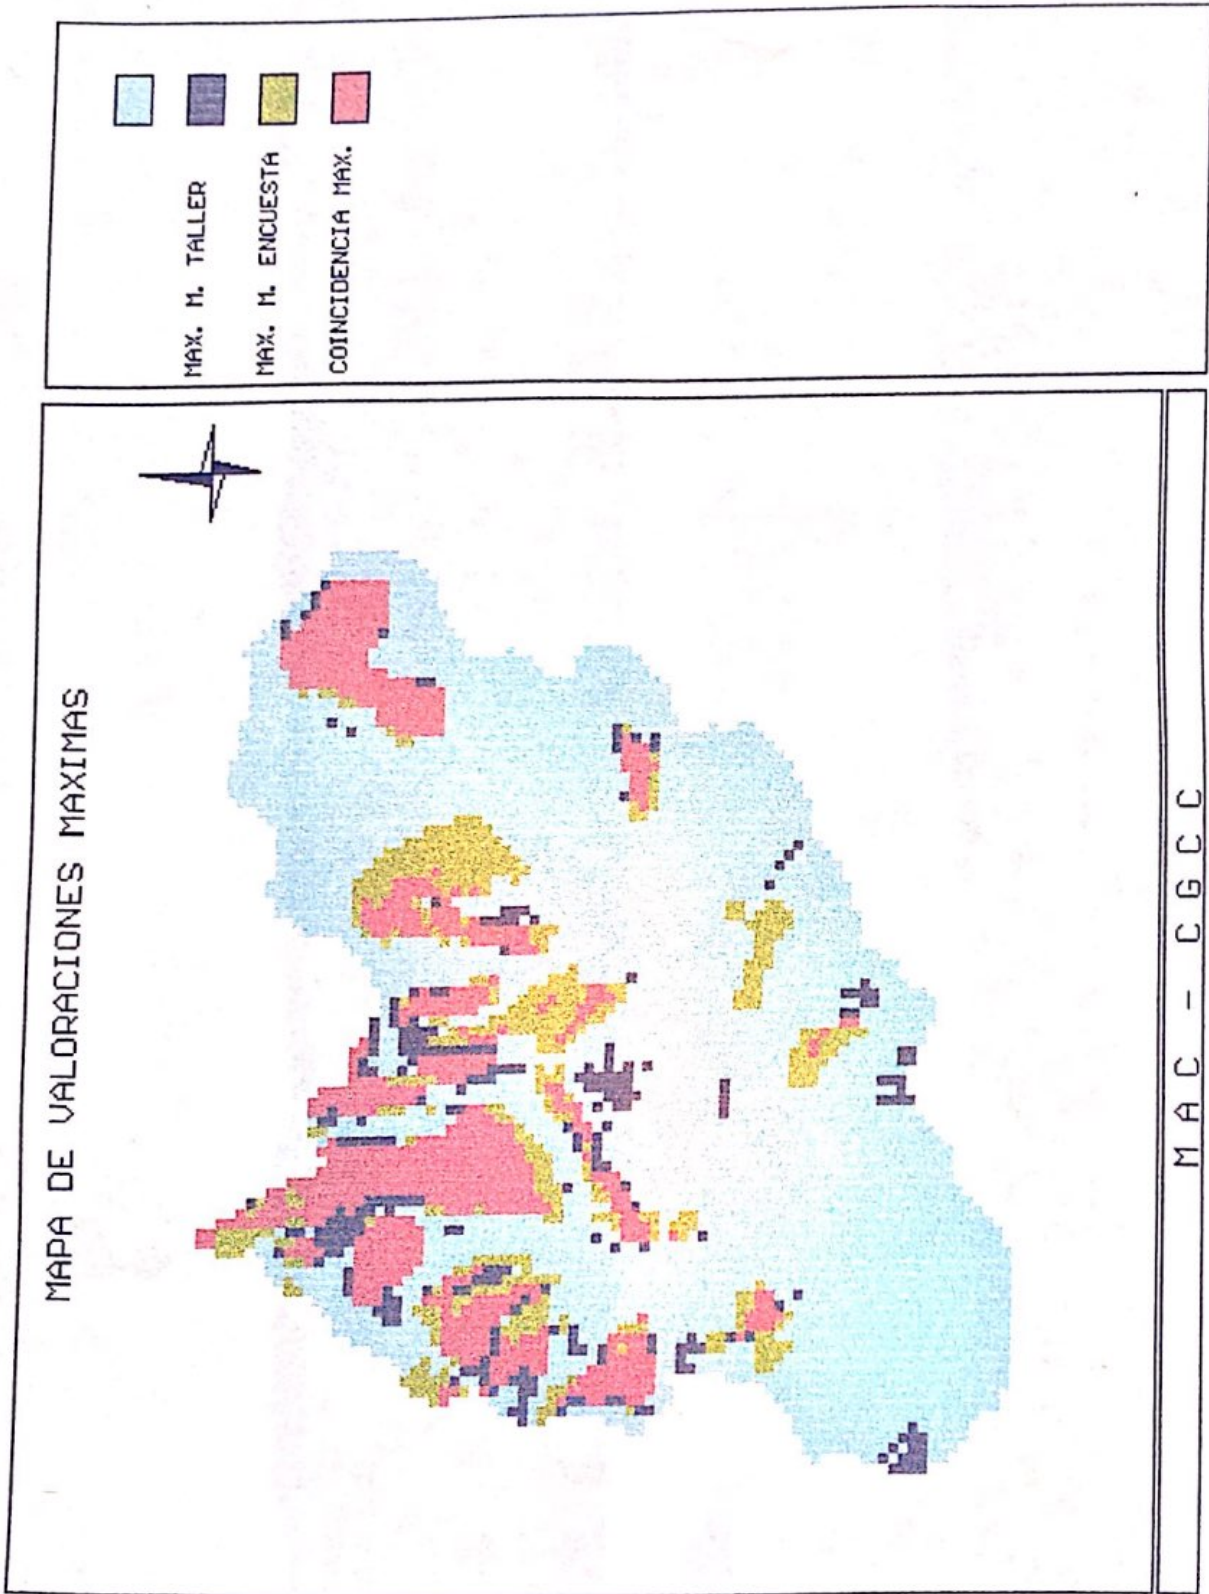 MAPA DE VALORACIONES MAXIMAS
MAX. M. TALLER
MAX. M. ENCUESTA
COINCIDENCIA MAX.
M A C - C G C C